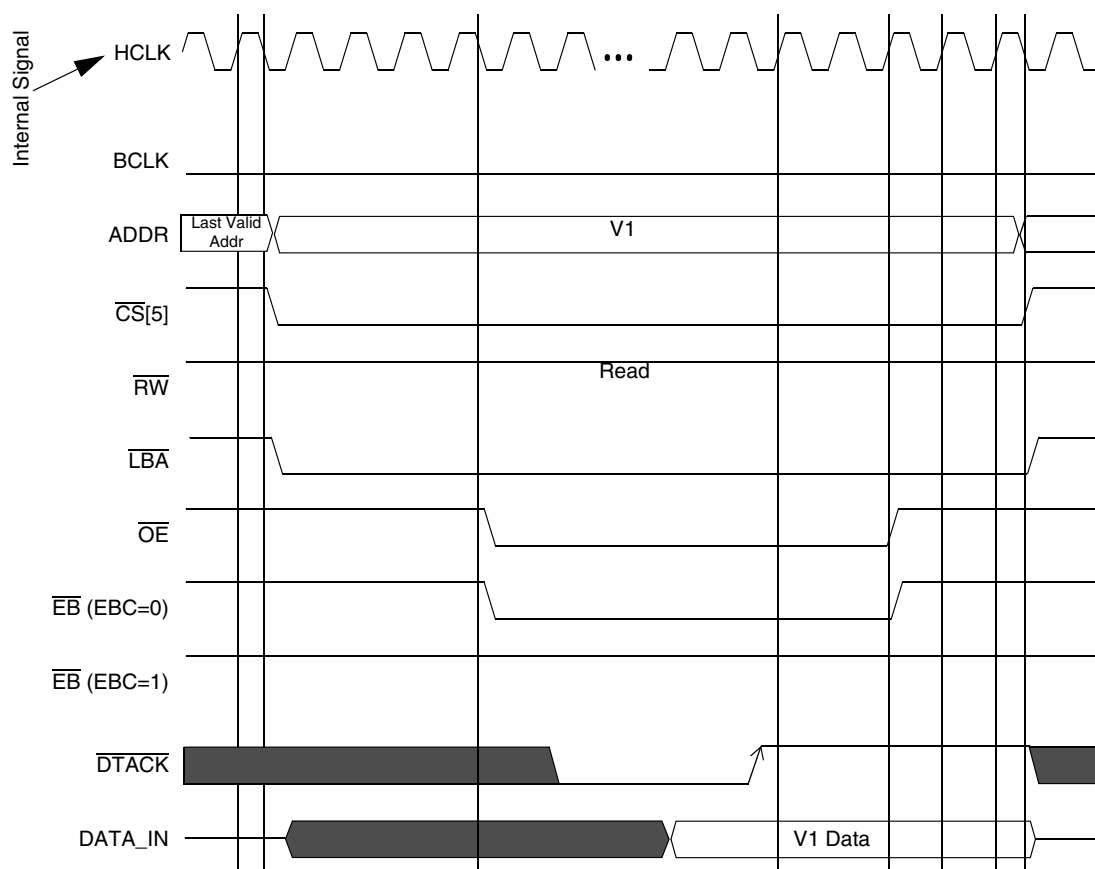 Internal Signal
HCLK
...
BCLK
ADDR
Last Valid
Addr
V1
CS[5]
RW
Read
LBA
OE
EB (EBC=0)
EB (EBC=1)
DTACK
DATA_IN
V1 Data